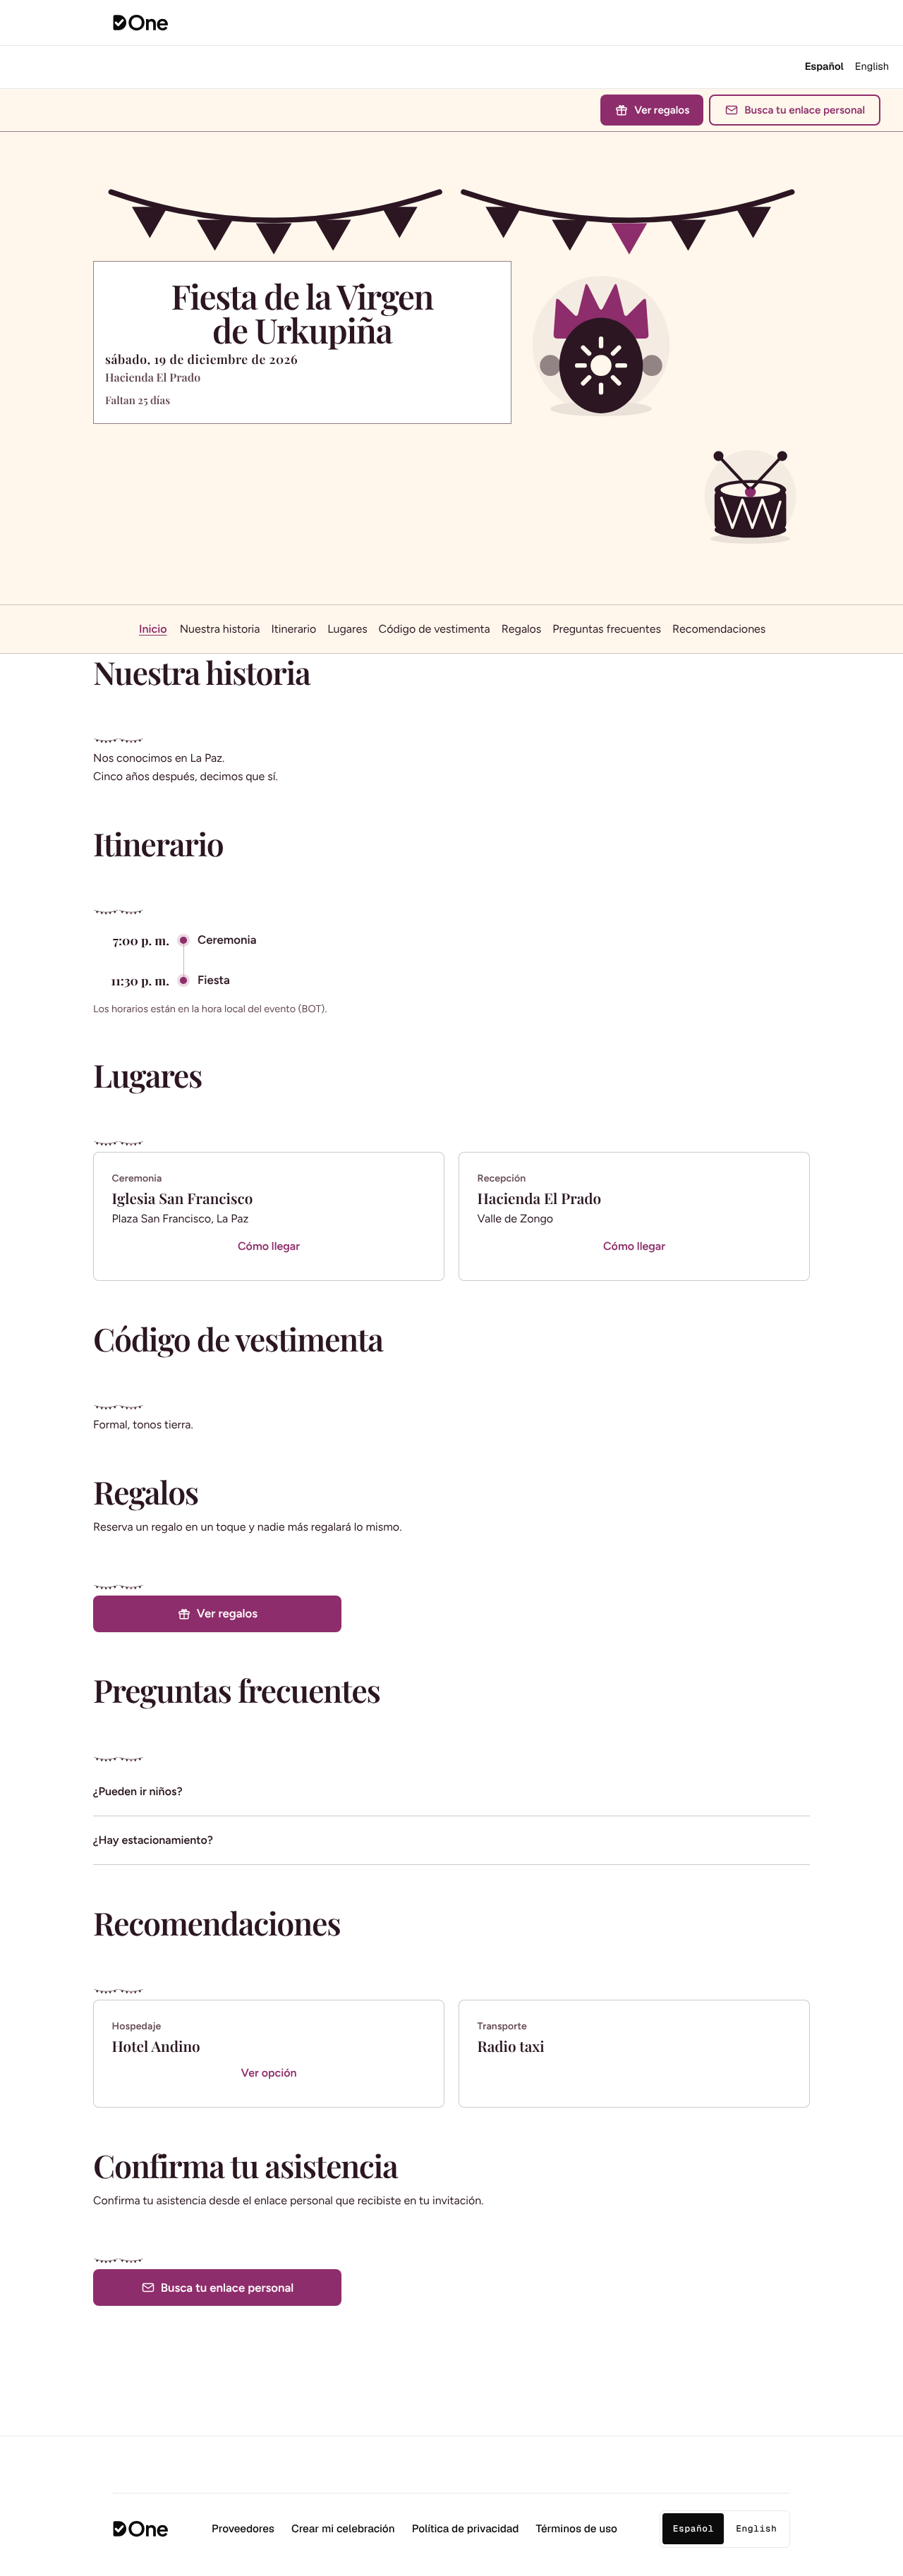 DOne
Español English
Ver regalos Busca tu enlace personal
Fiesta de la Virgen
de Urkupiña
sábado, 19 de diciembre de 2026
Hacienda El Prado
Faltan 25 días
Inicio Nuestra historia Itinerario Lugares Código de vestimenta Regalos Preguntas frecuentes Recomendaciones
Nuestra historia
Nos conocimos en La Paz.
Cinco años después, decimos que sí.
Itinerario
7:00 p. m. Ceremonia
11:30 p. m. Fiesta
Los horarios están en la hora local del evento (BOT).
Lugares
Ceremonia
Iglesia San Francisco
Plaza San Francisco, La Paz
Cómo llegar
Recepción
Hacienda El Prado
Valle de Zongo
Cómo llegar
Código de vestimenta
Formal, tonos tierra.
Regalos
Reserva un regalo en un toque y nadie más regalará lo mismo.
Ver regalos
Preguntas frecuentes
¿Pueden ir niños?
¿Hay estacionamiento?
Recomendaciones
Hospedaje
Hotel Andino
Ver opción
Transporte
Radio taxi
Confirma tu asistencia
Confirma tu asistencia desde el enlace personal que recibiste en tu invitación.
Busca tu enlace personal
DOne Proveedores Crear mi celebración Política de privacidad Términos de uso Español English